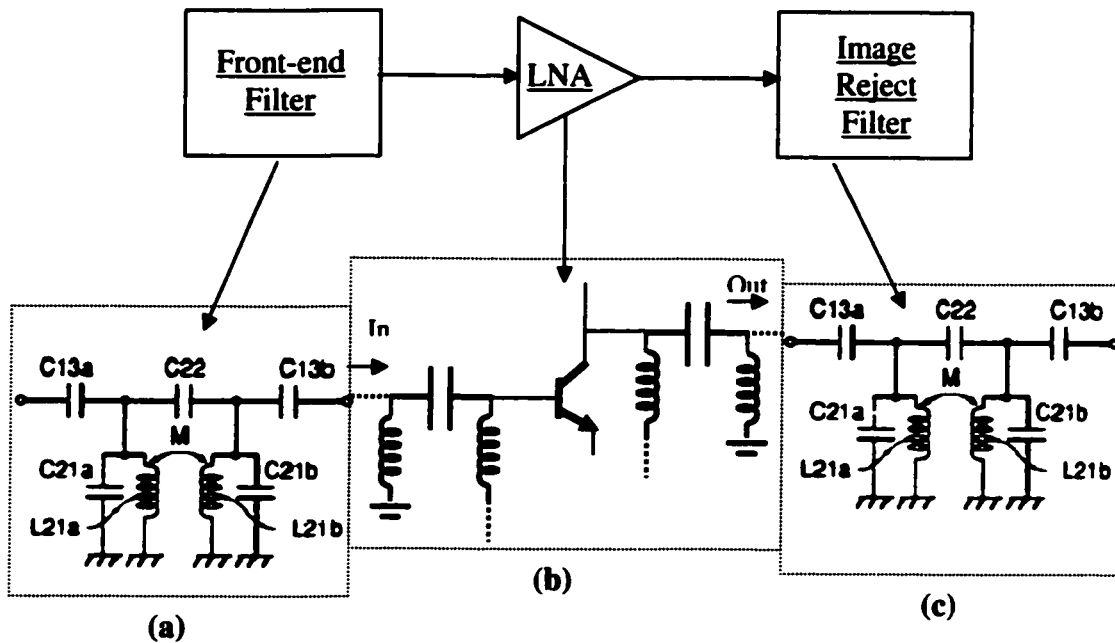 Front-end
Filter
LNA
Image
Reject
Filter
In
Out
C13a
C22
C13b
M
C21a
C21b
L21a
L21b
C13a
C22
C13b
M
C21a
C21b
L21a
L21b
(a)
(b)
(c)